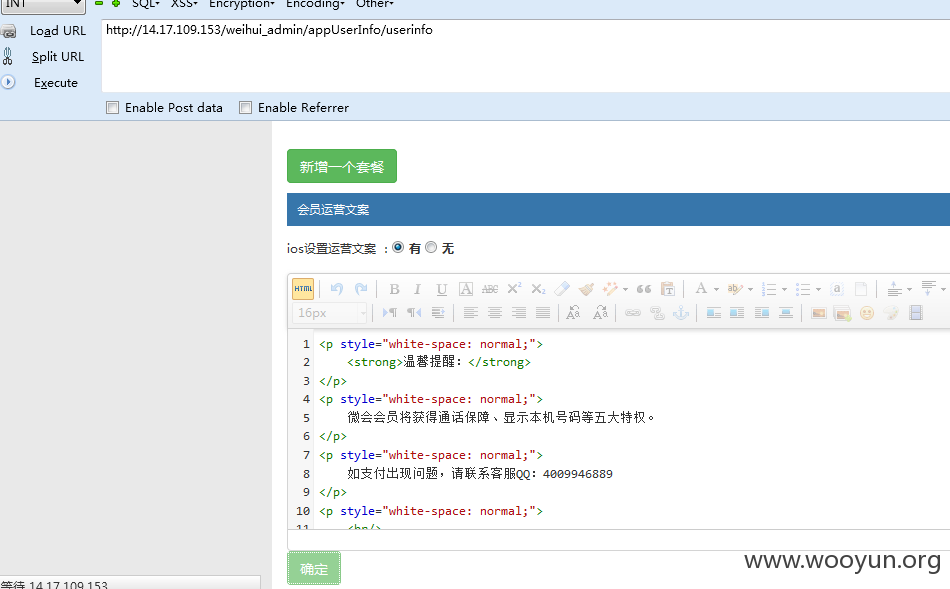 INT SQL XSS Encryption Encoding Other
Load URL http://14.17.109.153/weihui_admin/appUserInfo/userinfo
Split URL
Execute
Enable Post data Enable Referrer
新增一个套餐
会员运营文案
ios设置运营文案 : 有 无
HTML B I U A ABC X² X₂ A ab a
16px
1 <p style="white-space: normal;">
2 <strong>温馨提醒：</strong>
3 </p>
4 <p style="white-space: normal;">
5 微会会员将获得通话保障、显示本机号码等五大特权。
6 </p>
7 <p style="white-space: normal;">
8 如支付出现问题，请联系客服QQ：4009946889
9 </p>
10 <p style="white-space: normal;">
11 <br/>
确定
www.wooyun.org
等待 14.17.109.153